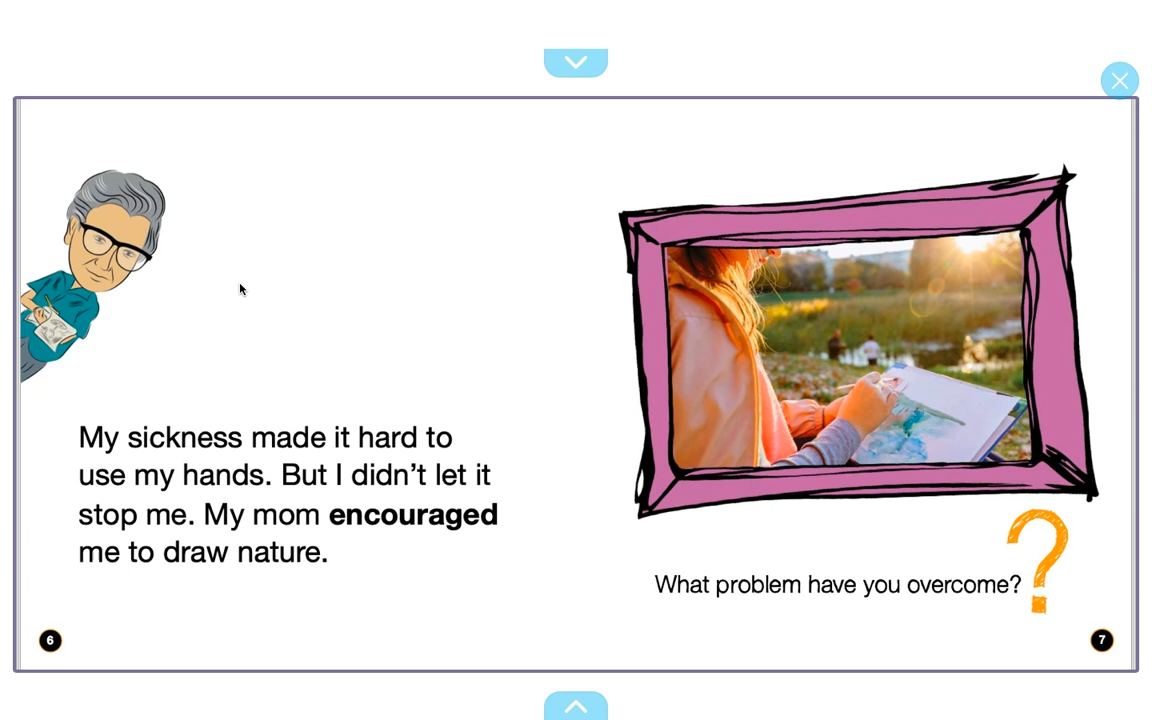 My sickness made it hard to
use my hands. But I didn’t let it
stop me. My mom encouraged
me to draw nature.
What problem have you overcome?
?
6
7